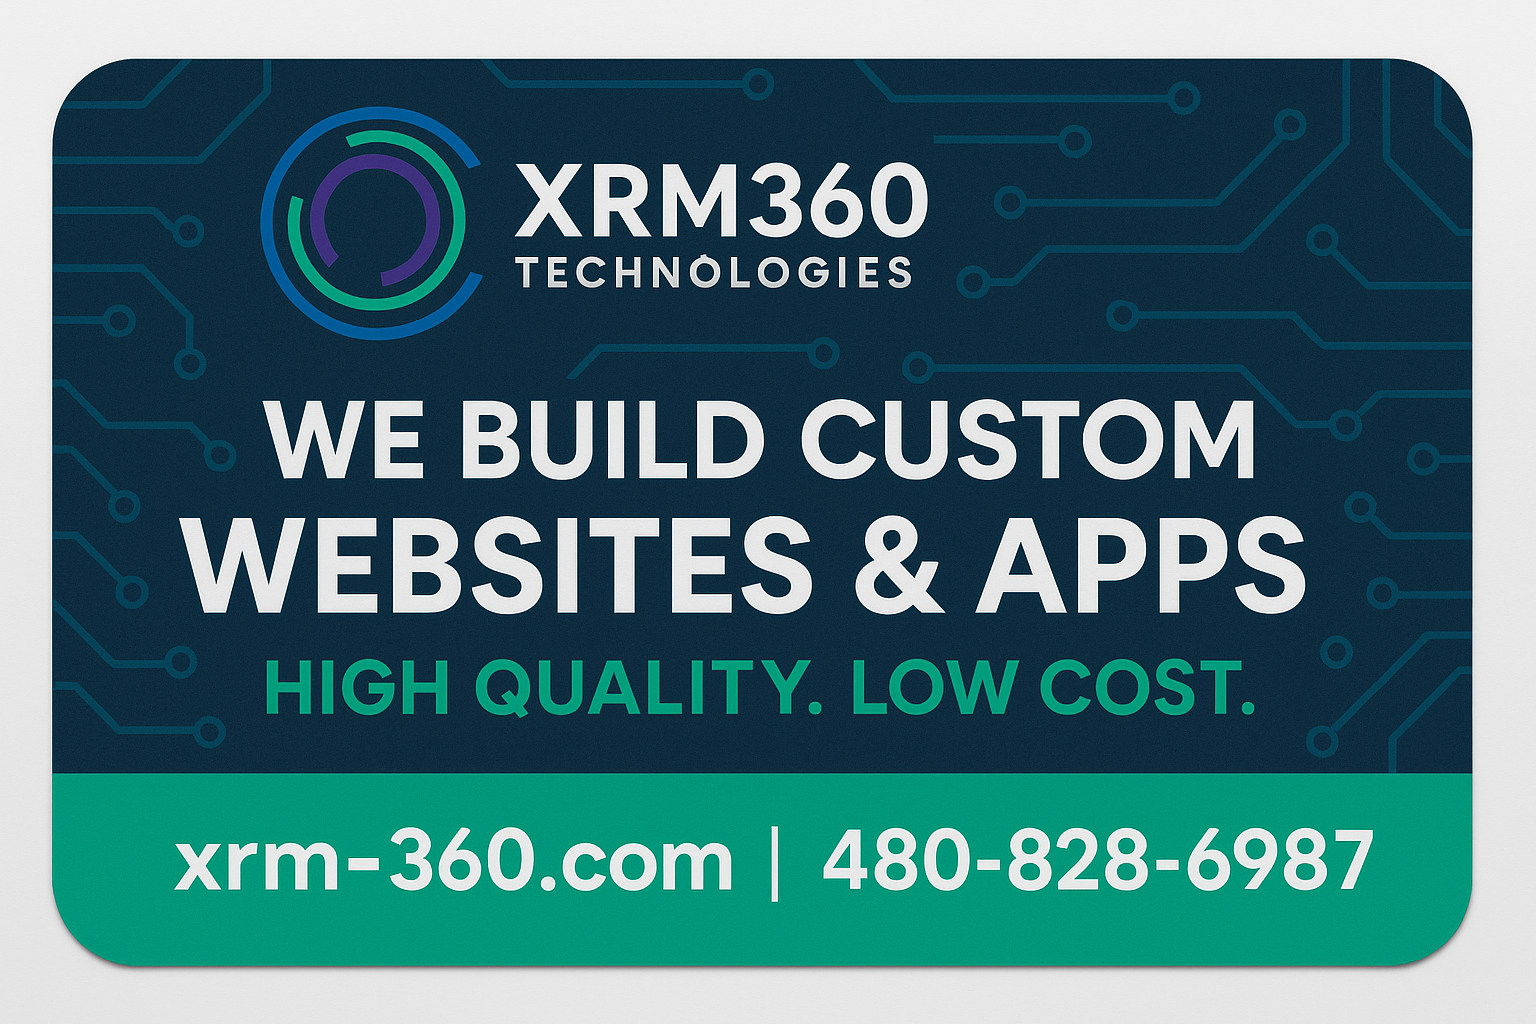 XRM360
TECHNOLOGIES
WE BUILD CUSTOM
WEBSITES & APPS
HIGH QUALITY. LOW COST.
xrm-360.com | 480-828-6987